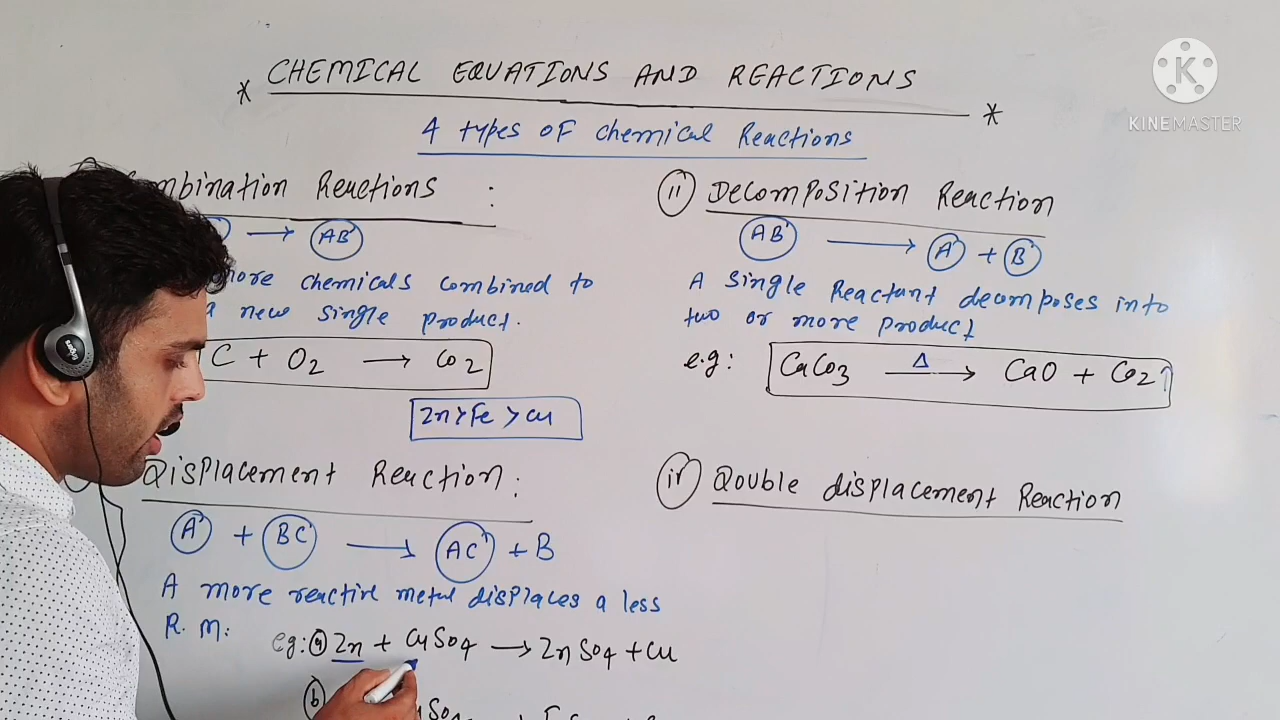 * CHEMICAL EQUATIONS AND REACTIONS *
4 types OF chemical Reactions
KINEMASTER
mbination Reactions :
→ AB
more chemicals combined to
a new single product.
C + O2 → CO2
Zn > Fe > Cu
ii) Decomposition Reaction
AB → A + B
A single Reactant decomposes into
two or more product
e.g: CaCO3 Δ→ CaO + CO2↑
Displacement Reaction:
A + BC → AC + B
A more reactive metal displaces a less
R. M:
eg: a Zn + CuSO4 → ZnSO4 + Cu
b
iv) Double displacement Reaction